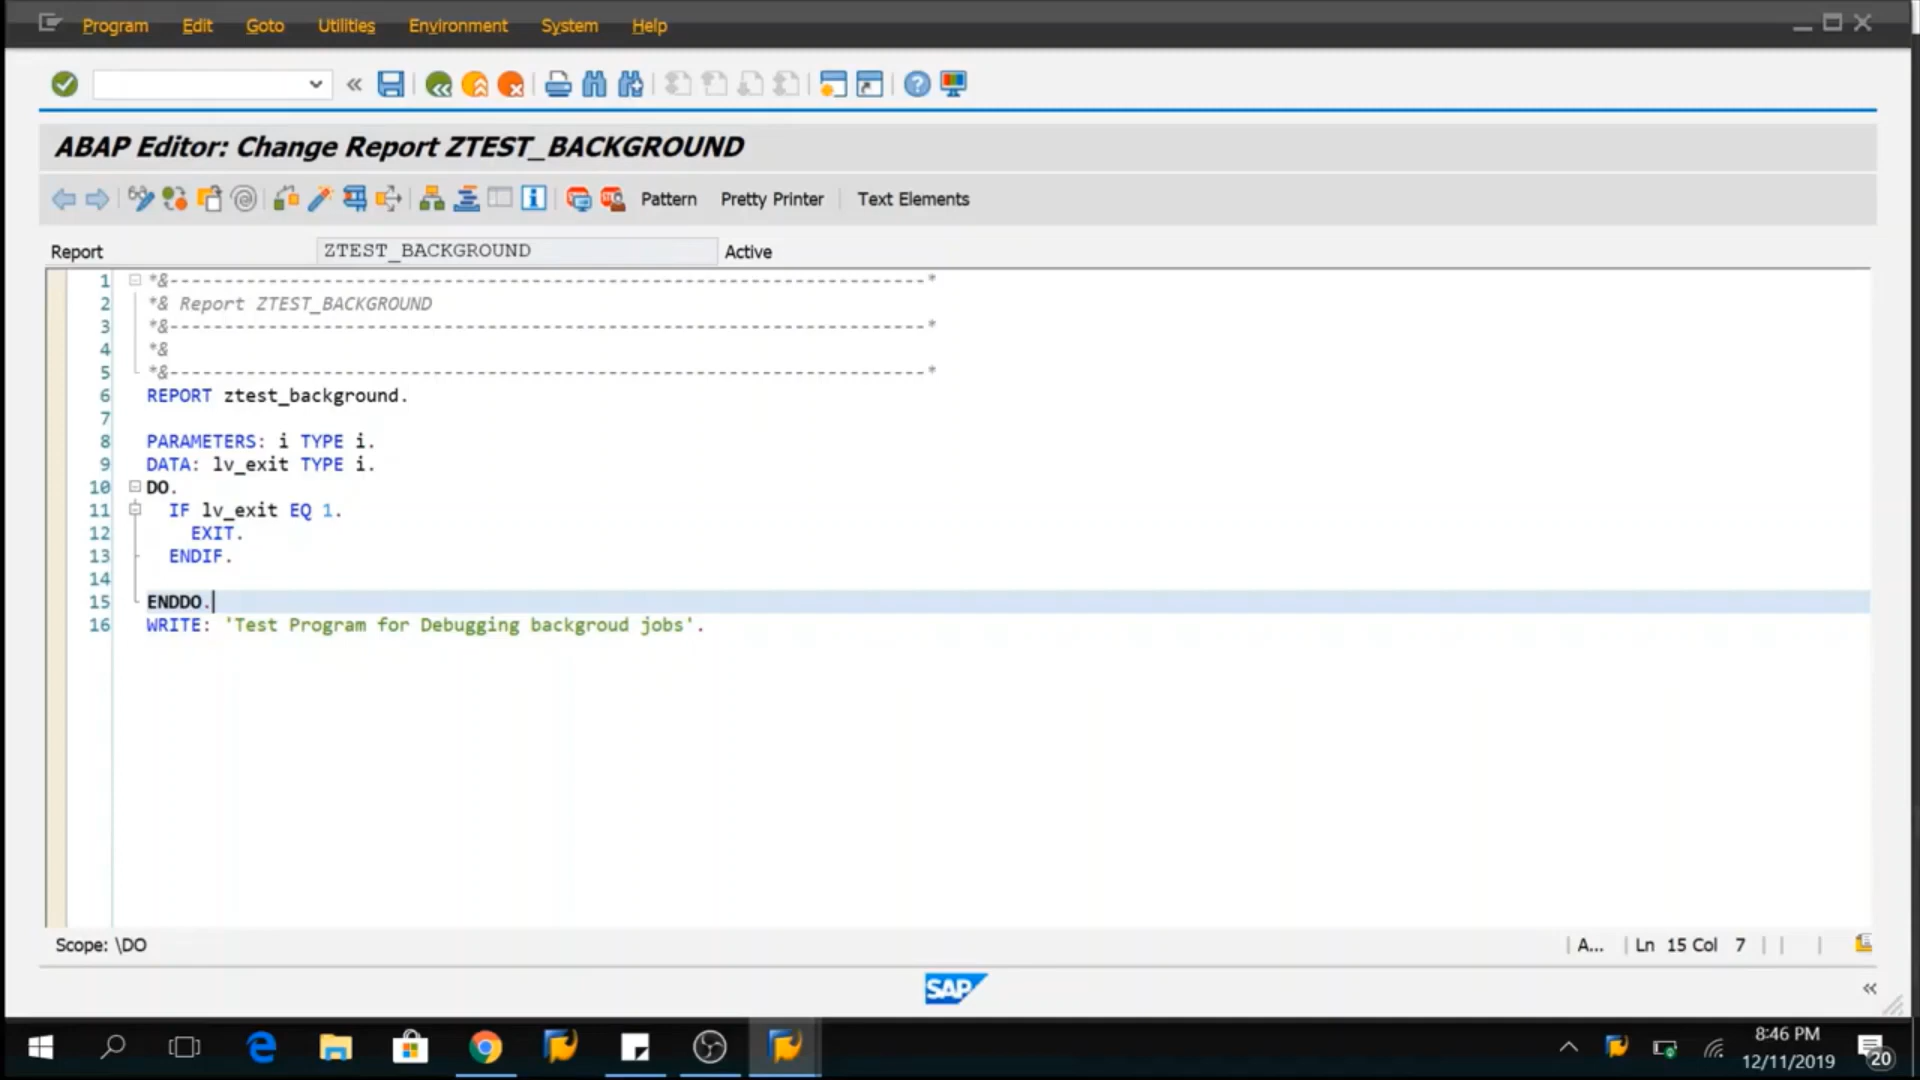 Program Edit Goto Utilities Environment System Help
ABAP Editor: Change Report ZTEST_BACKGROUND
Pattern Pretty Printer Text Elements
Report ZTEST_BACKGROUND Active
1 *&---------------------------------------------------------------------*
2 *& Report ZTEST_BACKGROUND
3 *&---------------------------------------------------------------------*
4 *&
5 *&---------------------------------------------------------------------*
6 REPORT ztest_background.
7
8 PARAMETERS: i TYPE i.
9 DATA: lv_exit TYPE i.
10 DO.
11 IF lv_exit EQ 1.
12 EXIT.
13 ENDIF.
14
15 ENDDO.
16 WRITE: 'Test Program for Debugging backgroud jobs'.
Scope: \DO A... Ln 15 Col 7
SAP
8:46 PM
12/11/2019
20